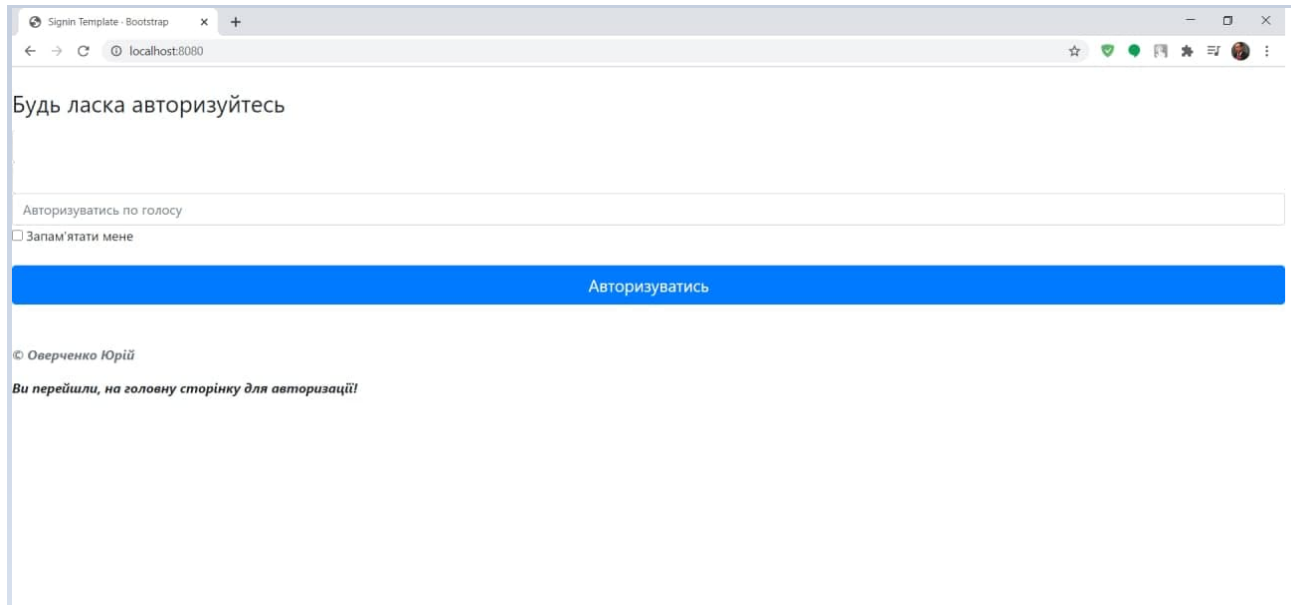 Signin Template · Bootstrap
localhost:8080
Будь ласка авторизуйтесь
Авторизуватись по голосу
Запам'ятати мене
Авторизуватись
© Оверченко Юрій
Ви перейшли, на головну сторінку для авторизації!